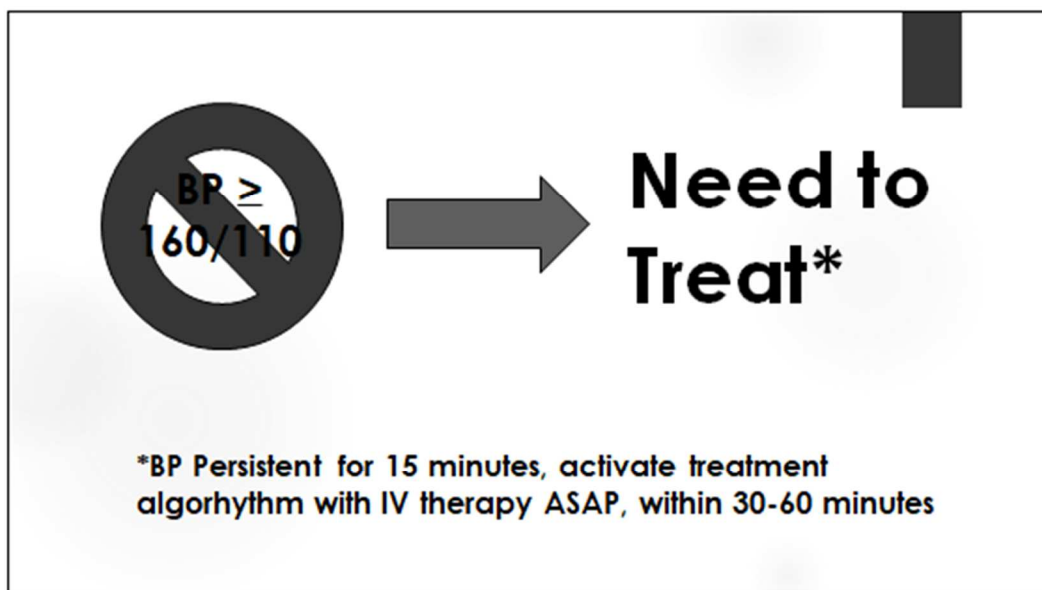 BP ≥
160/110
Need to
Treat*
*BP Persistent for 15 minutes, activate treatment
algorhythm with IV therapy ASAP, within 30-60 minutes